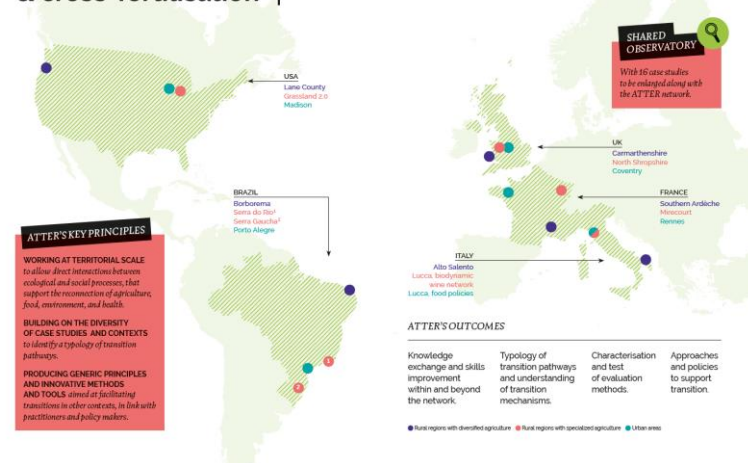 SHARED
OBSERVATORY
With 16 case studies
to be enlarged along with
the ATTER network.
USA
Lane County
Grassland 2.0
Madison
UK
Carmarthenshire
North Shropshire
Coventry
BRAZIL
Borborema
Serra do Rio¹
Serra Gaucha²
Porto Alegre
FRANCE
Southern Ardèche
Mirecourt
Rennes
ATTER'S KEY PRINCIPLES
WORKING AT TERRITORIAL SCALE
to allow direct interactions between
ecological and social processes, that
support the reconnection of agriculture,
food, environment, and health.
BUILDING ON THE DIVERSITY
OF CASE STUDIES AND CONTEXTS
to identify a typology of transition
pathways.
PRODUCING GENERIC PRINCIPLES
AND INNOVATIVE METHODS
AND TOOLS aimed at facilitating
transitions in other contexts, in link with
practitioners and policy makers.
ITALY
Alto Salento
Lucca, biodynamic
wine network
Lucca, food policies
1
2
ATTER'S OUTCOMES
Knowledge
exchange and skills
improvement
within and beyond
the network.
Typology of
transition pathways
and understanding
of transition
mechanisms.
Characterisation
and test
of evaluation
methods.
Approaches
and policies
to support
transition.
Rural regions with diversified agriculture Rural regions with specialized agriculture Urban areas